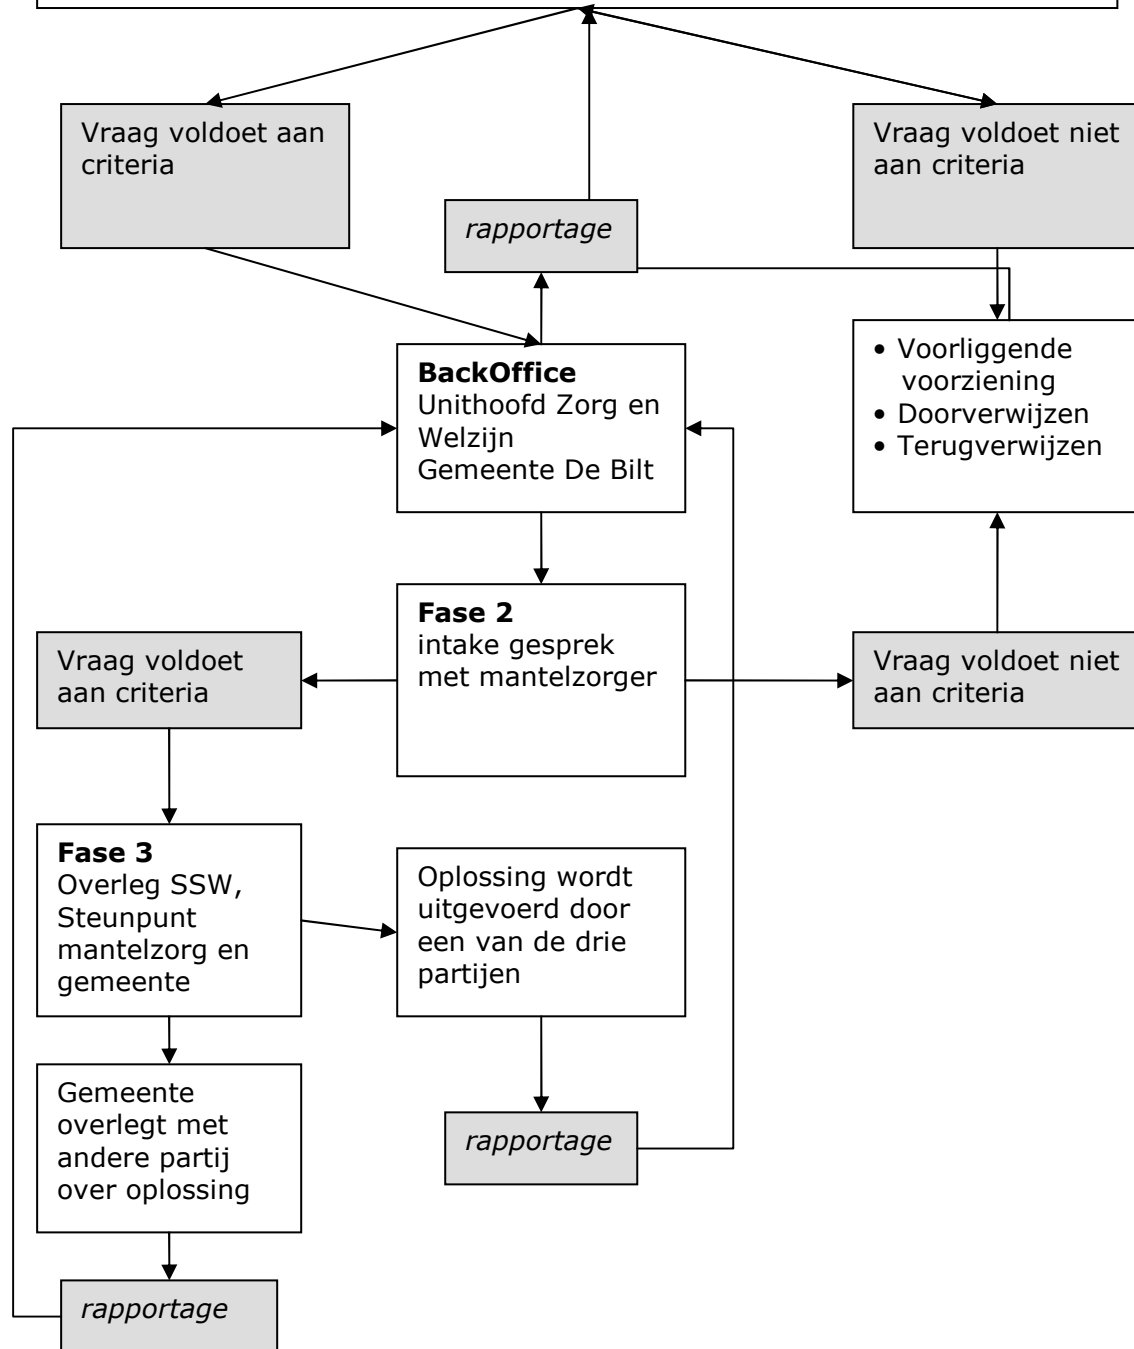 Vraag voldoet aan
criteria
Vraag voldoet niet
aan criteria
rapportage
BackOffice
Unithoofd Zorg en
Welzijn
Gemeente De Bilt
• Voorliggende
voorziening
• Doorverwijzen
• Terugverwijzen
Fase 2
intake gesprek
met mantelzorger
Vraag voldoet
aan criteria
Vraag voldoet niet
aan criteria
Fase 3
Overleg SSW,
Steunpunt
mantelzorg en
gemeente
Oplossing wordt
uitgevoerd door
een van de drie
partijen
Gemeente
overlegt met
andere partij
over oplossing
rapportage
rapportage